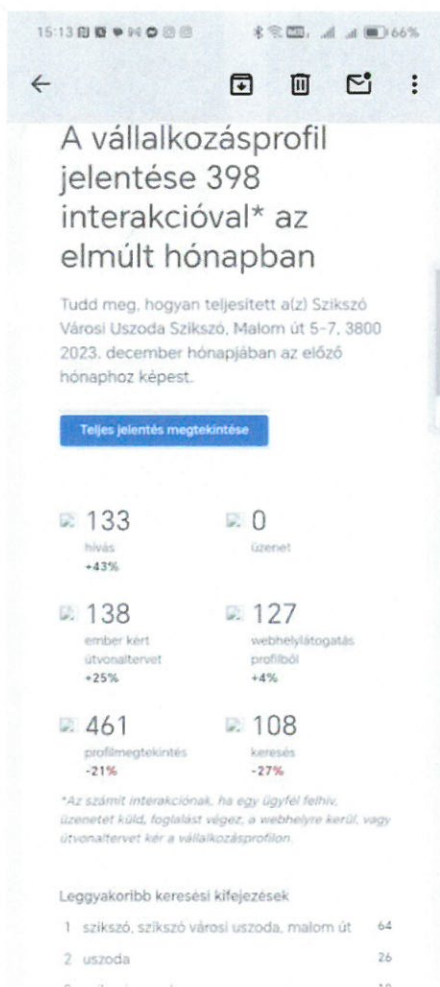 15:13 66%
A vállalkozásprofil
jelentése 398
interakcióval* az
elmúlt hónapban
Tudd meg, hogyan teljesített a(z) Szikszó
Városi Uszoda Szikszó, Malom út 5-7, 3800
2023. december hónapjában az előző
hónaphoz képest.
Teljes jelentés megtekintése
133 0
hívás üzenet
+43%
138 127
ember kért webhelylátogatás
útvonaltervet profilból
+25% +4%
461 108
profilmegtekintés keresés
-21% -27%
*Az számít interakciónak, ha egy ügyfél felhív,
üzenetet küld, foglalást végez, a webhelyre kerül, vagy
útvonaltervet kér a vállalkozásprofilon.
Leggyakoribb keresési kifejezések
1 szikszó, szikszó városi uszoda, malom út 64
2 uszoda 26